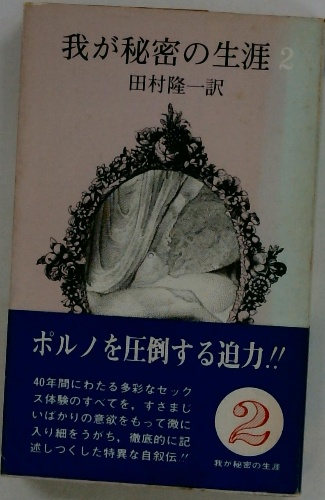 我が秘密の生涯 2
田村隆一訳
ポルノを圧倒する迫力!!
40年間にわたる多彩なセック
ス体験のすべてを，すさまじ
いばかりの意欲をもって微に
入り細をうがち，徹底的に記
述しつくした特異な自叙伝!!
2
我が秘密の生涯